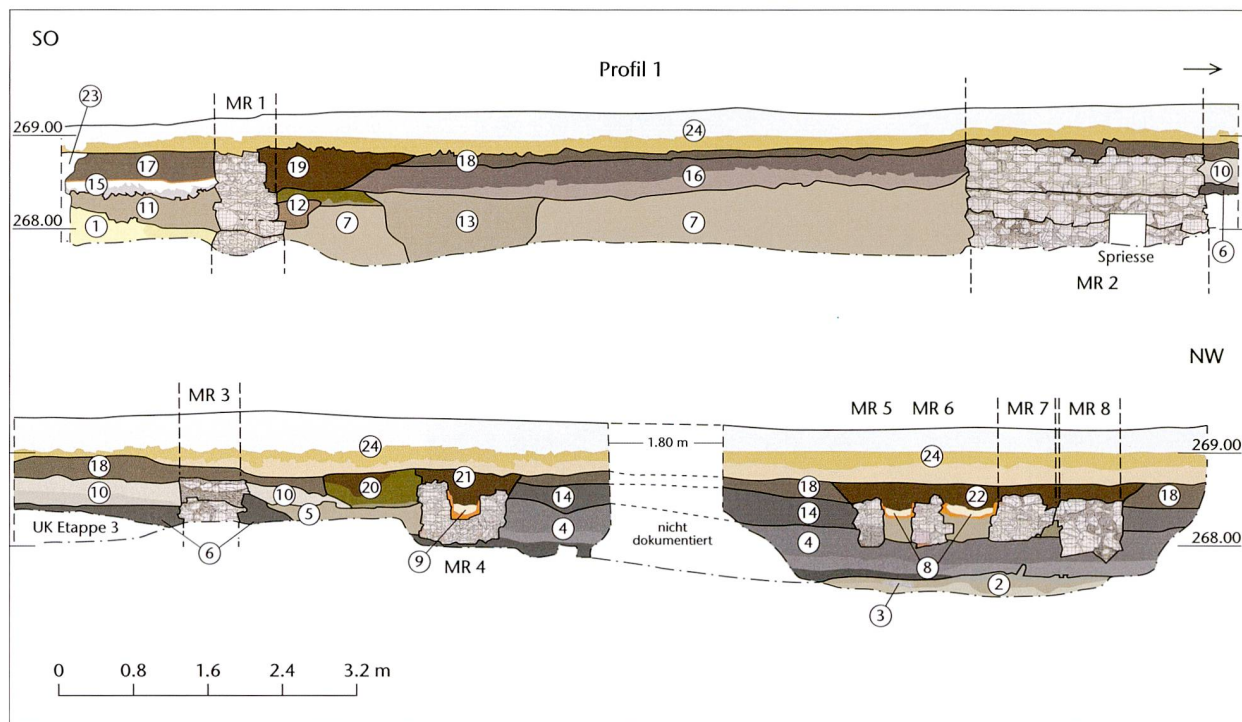 SO
Profil 1
MR 1
23
269.00
24
17
19
18
10
15
16
11
12
268.00
1
7
13
7
6
Spriesse
MR 2
NW
MR 3
MR 5 MR 6 MR 7 MR 8
24
1.80 m
24
269.00
18
21
10
10
20
14
18
22
18
UK Etappe 3
5
4
nicht
dokumentiert
14
4
268.00
6
9
MR 4
8
2
3
0 0.8 1.6 2.4 3.2 m